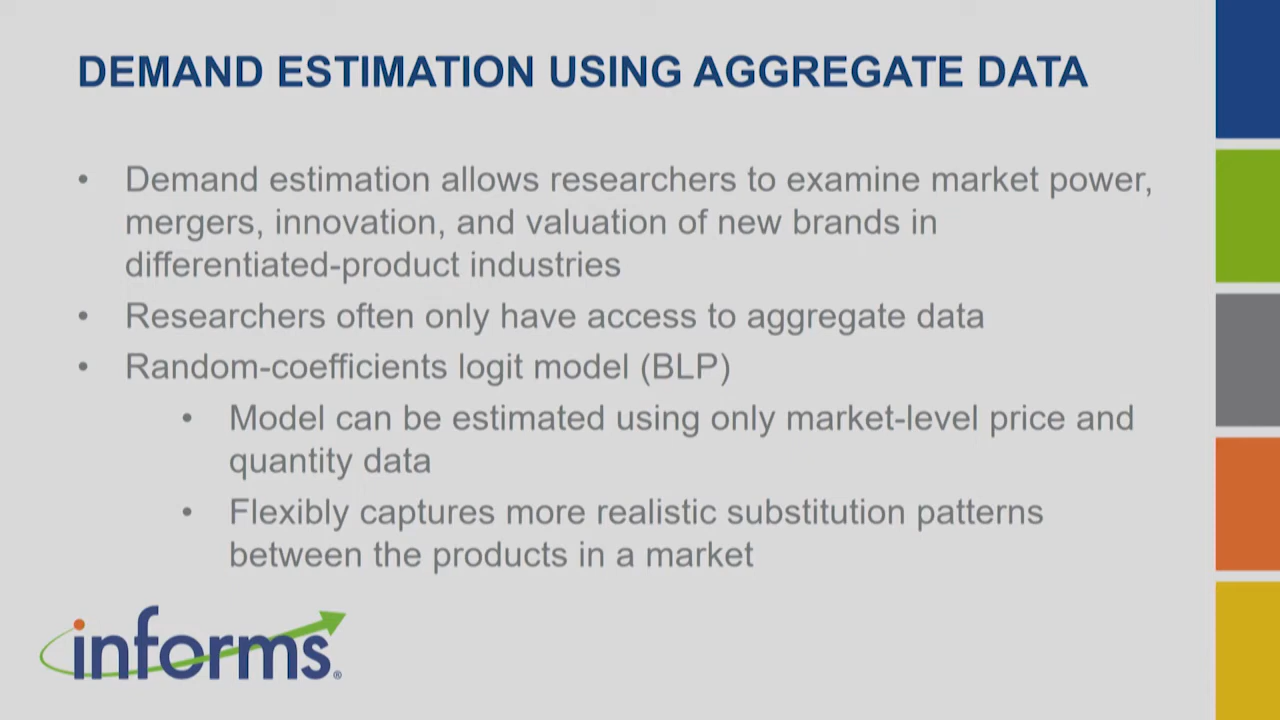 DEMAND ESTIMATION USING AGGREGATE DATA
• Demand estimation allows researchers to examine market power,
mergers, innovation, and valuation of new brands in
differentiated-product industries
• Researchers often only have access to aggregate data
• Random-coefficients logit model (BLP)
• Model can be estimated using only market-level price and
quantity data
• Flexibly captures more realistic substitution patterns
between the products in a market
informs®